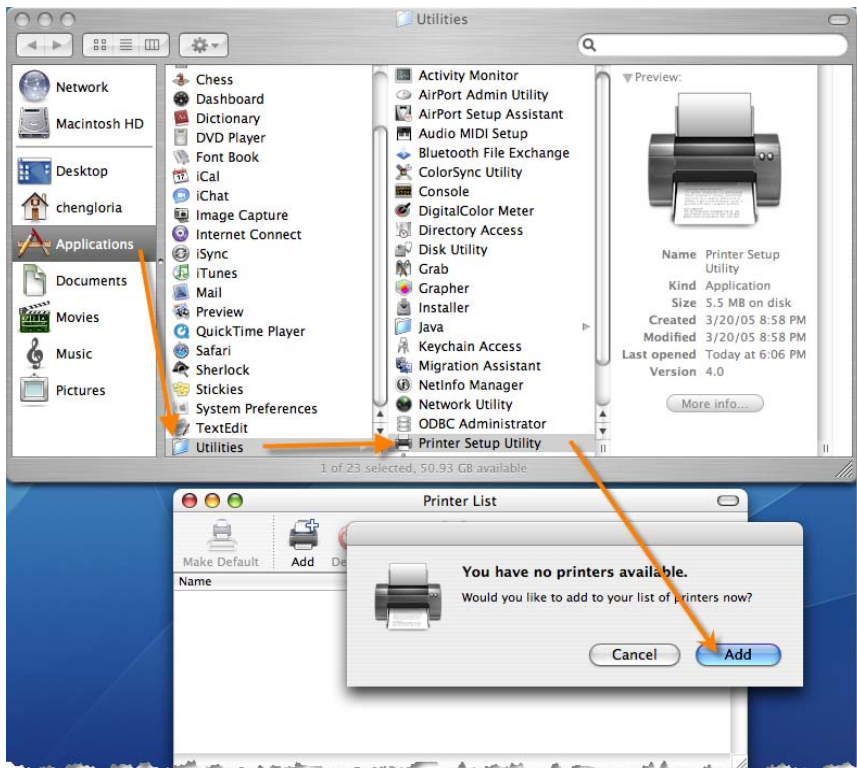 Utilities
Network
Macintosh HD
Desktop
chengloria
Applications
Documents
Movies
Music
Pictures
Chess
Dashboard
Dictionary
DVD Player
Font Book
iCal
iChat
Image Capture
Internet Connect
iSync
iTunes
Mail
Preview
QuickTime Player
Safari
Sherlock
Stickies
System Preferences
TextEdit
Utilities
Activity Monitor
AirPort Admin Utility
AirPort Setup Assistant
Audio MIDI Setup
Bluetooth File Exchange
ColorSync Utility
Console
DigitalColor Meter
Directory Access
Disk Utility
Grab
Grapher
Installer
Java
Keychain Access
Migration Assistant
NetInfo Manager
Network Utility
ODBC Administrator
Printer Setup Utility
Preview:
Name Printer Setup
Utility
Kind Application
Size 5.5 MB on disk
Created 3/20/05 8:58 PM
Modified 3/20/05 8:58 PM
Last opened Today at 6:06 PM
Version 4.0
More info...
1 of 23 selected, 50.93 GB available
Printer List
Make Default
Add
De
Name
You have no printers available.
Would you like to add to your list of printers now?
Cancel
Add